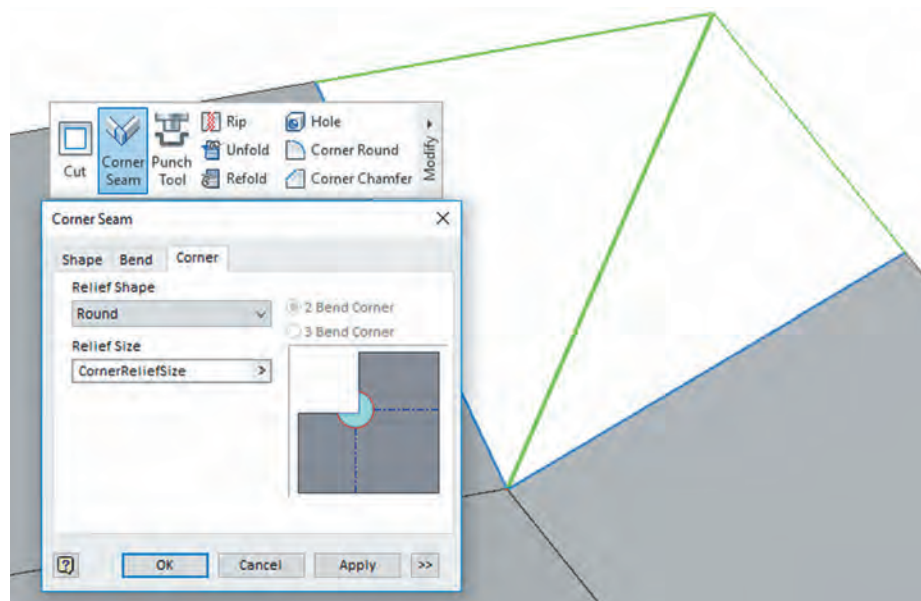 Cut
Corner
Seam
Punch
Tool
Rip
Unfold
Refold
Hole
Corner Round
Corner Chamfer
Modify
Corner Seam
Shape Bend Corner
Relief Shape
Round
2 Bend Corner
3 Bend Corner
Relief Size
CornerReliefSize >
?
OK Cancel Apply >>